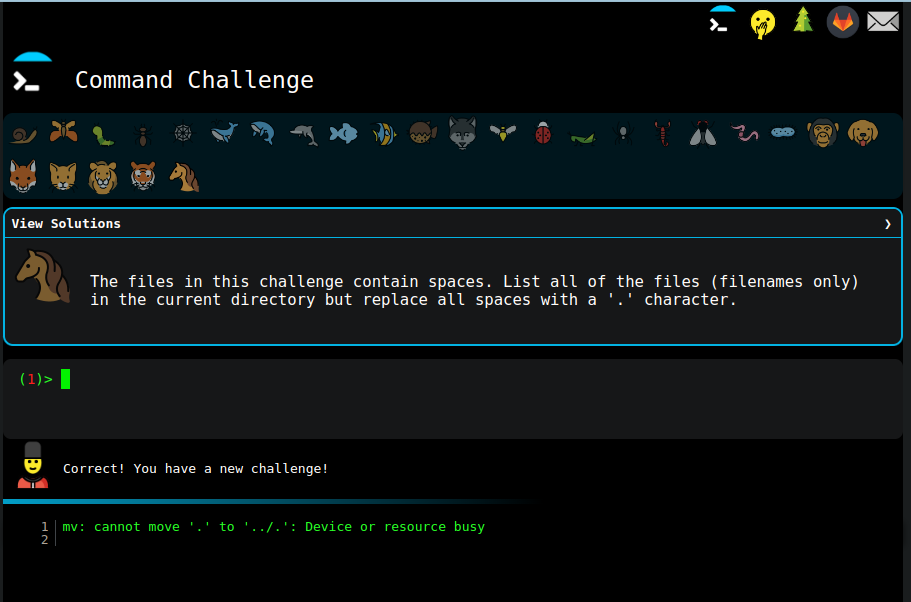 Command Challenge
View Solutions ❯
The files in this challenge contain spaces. List all of the files (filenames only)
in the current directory but replace all spaces with a '.' character.
(1)>
Correct! You have a new challenge!
1 mv: cannot move '.' to '../.': Device or resource busy
2